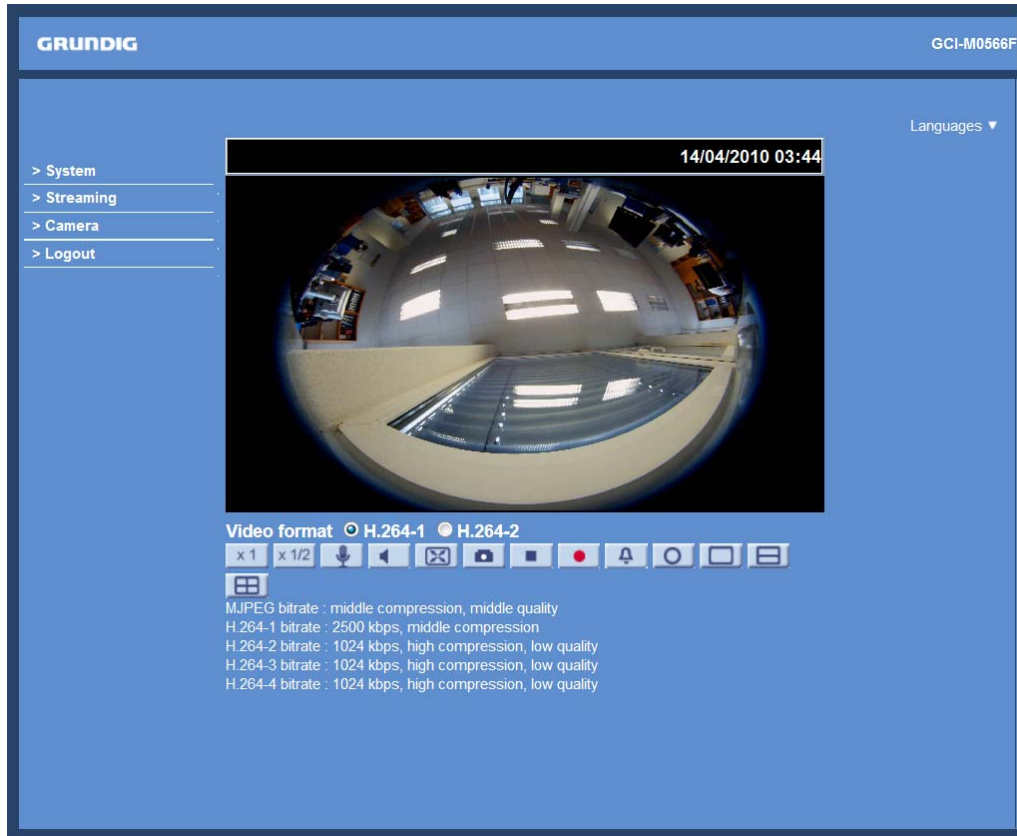 GRUNDIG
GCI-M0566F
Languages ▼
14/04/2010 03:44
> System
> Streaming
> Camera
> Logout
Video format H.264-1 H.264-2
x 1 x 1/2
MJPEG bitrate : middle compression, middle quality
H.264-1 bitrate : 2500 kbps, middle compression
H.264-2 bitrate : 1024 kbps, high compression, low quality
H.264-3 bitrate : 1024 kbps, high compression, low quality
H.264-4 bitrate : 1024 kbps, high compression, low quality